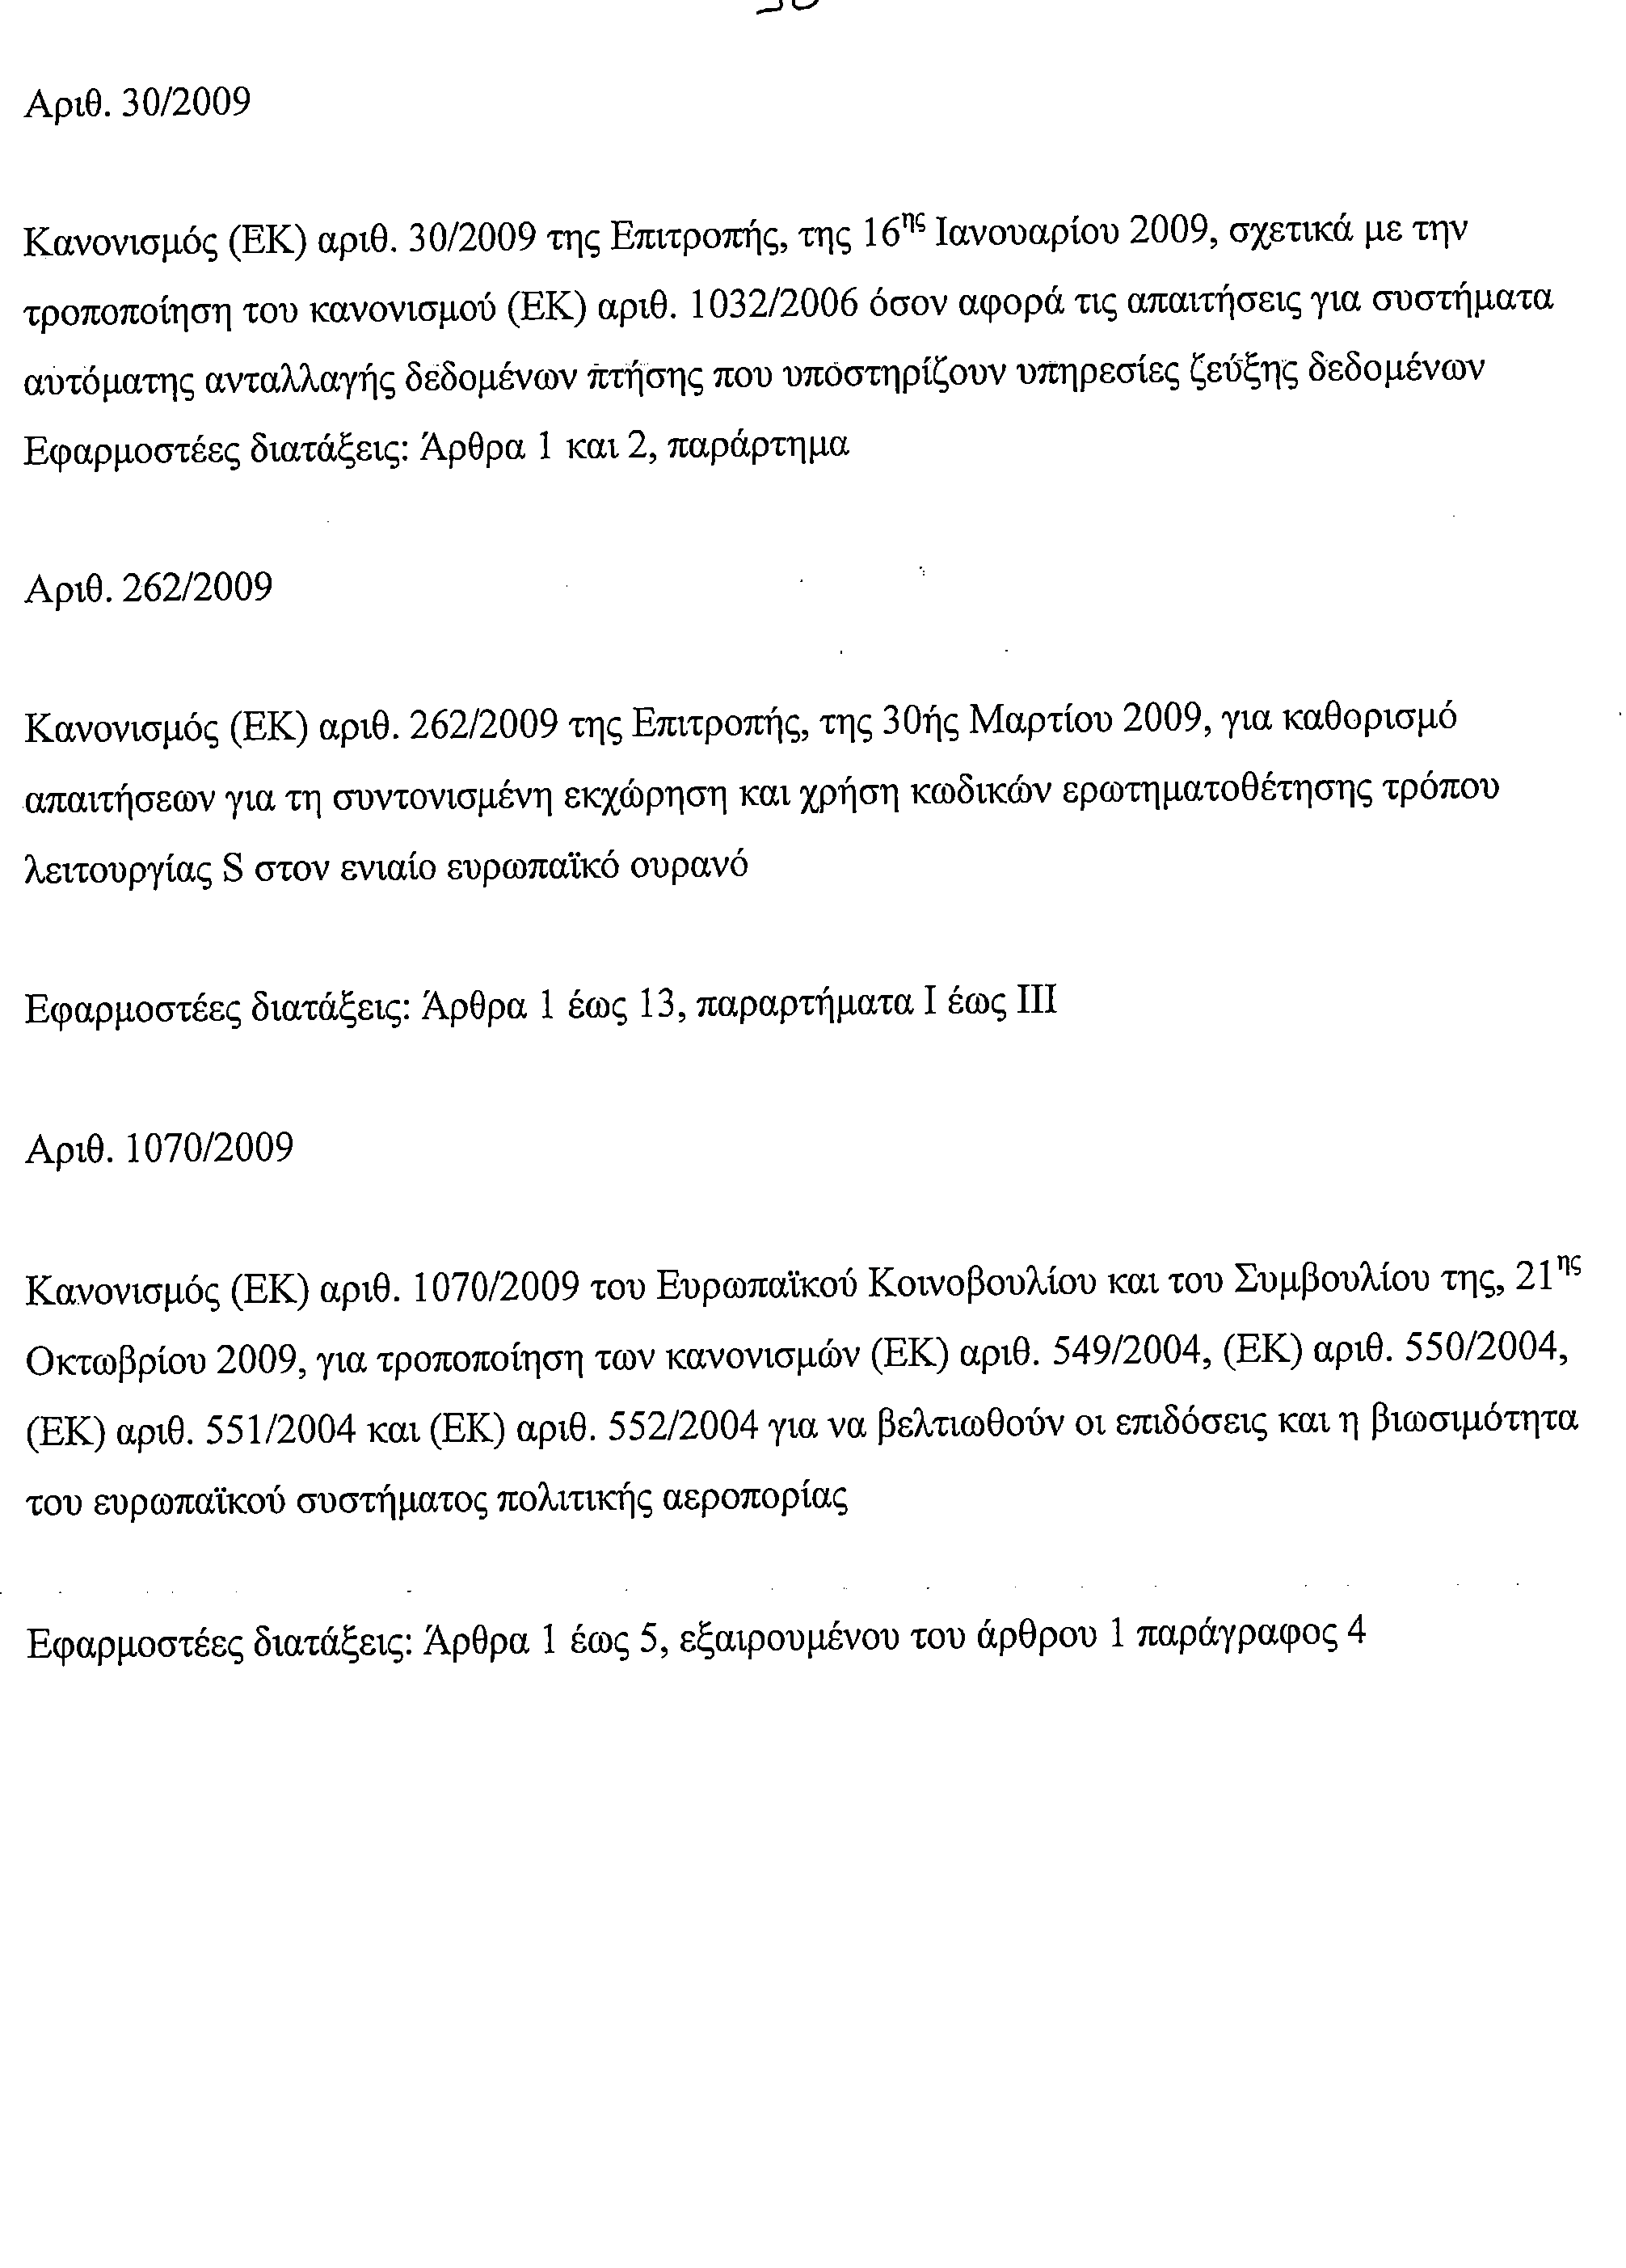 Αριθ. 30/2009
Κανονισμός (ΕΚ) αριθ. 30/2009 της Επιτροπής, της 16ης Ιανουαρίου 2009, σχετικά με την
τροποποίηση του κανονισμού (ΕΚ) αριθ. 1032/2006 όσον αφορά τις απαιτήσεις για συστήματα
αυτόματης ανταλλαγής δεδομένων πτήσης που υποστηρίζουν υπηρεσίες ζεύξης δεδομένων
Εφαρμοστέες διατάξεις: Άρθρα 1 και 2, παράρτημα
Αριθ. 262/2009
Κανονισμός (ΕΚ) αριθ. 262/2009 της Επιτροπής, της 30ής Μαρτίου 2009, για καθορισμό
απαιτήσεων για τη συντονισμένη εκχώρηση και χρήση κωδικών ερωτηματοθέτησης τρόπου
λειτουργίας S στον ενιαίο ευρωπαϊκό ουρανό
Εφαρμοστέες διατάξεις: Άρθρα 1 έως 13, παραρτήματα Ι έως ΙΙΙ
Αριθ. 1070/2009
Κανονισμός (ΕΚ) αριθ. 1070/2009 του Ευρωπαϊκού Κοινοβουλίου και του Συμβουλίου της, 21ης
Οκτωβρίου 2009, για τροποποίηση των κανονισμών (ΕΚ) αριθ. 549/2004, (ΕΚ) αριθ. 550/2004,
(ΕΚ) αριθ. 551/2004 και (ΕΚ) αριθ. 552/2004 για να βελτιωθούν οι επιδόσεις και η βιωσιμότητα
του ευρωπαϊκού συστήματος πολιτικής αεροπορίας
Εφαρμοστέες διατάξεις: Άρθρα 1 έως 5, εξαιρουμένου του άρθρου 1 παράγραφος 4